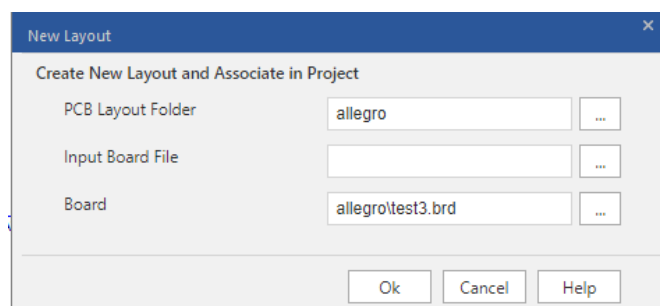 New Layout ×
Create New Layout and Associate in Project
PCB Layout Folder allegro ...
Input Board File ...
Board allegro\test3.brd ...
Ok Cancel Help